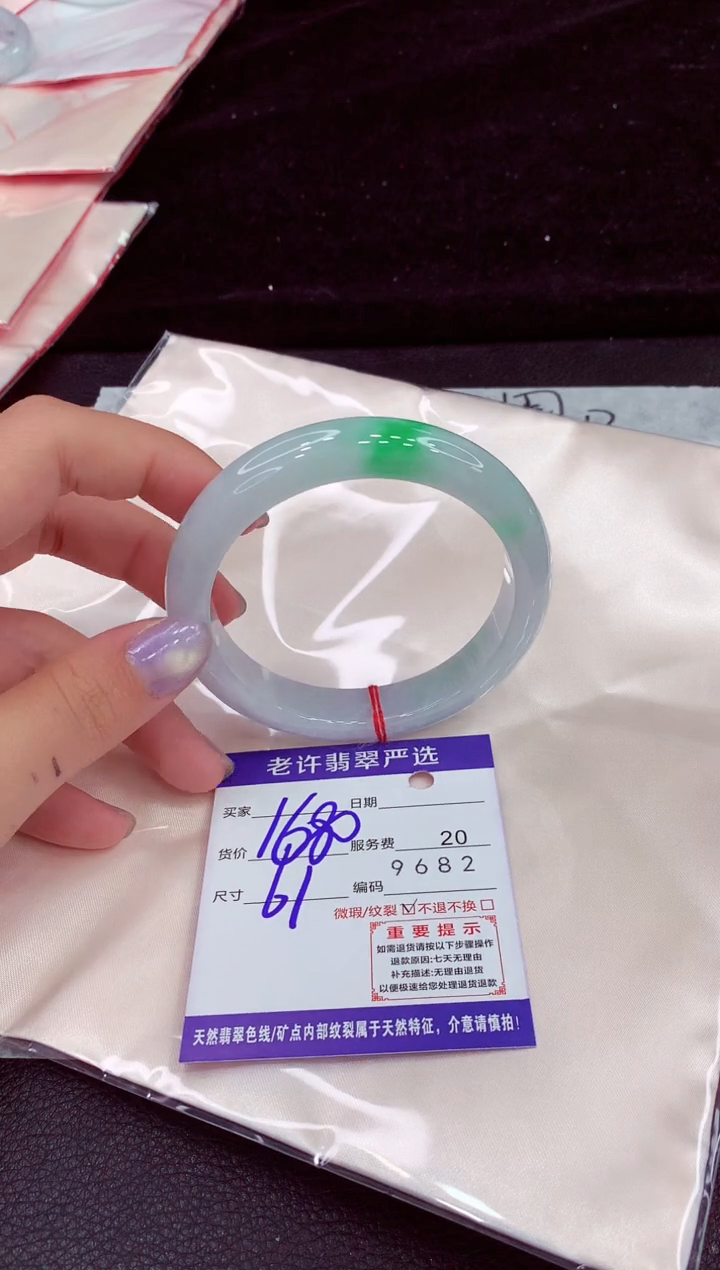 老许翡翠严选
买家 日期
货价 1680 服务费 20
尺寸 61 编码 9682
微瑕/纹裂 ☑ 不退不换 □
重要提示
如需退货请按以下步骤操作
退款原因:七天无理由
补充描述:无理由退货
以便极速给您处理退货退款
天然翡翠色线/矿点内部纹裂属于天然特征，介意请慎拍!